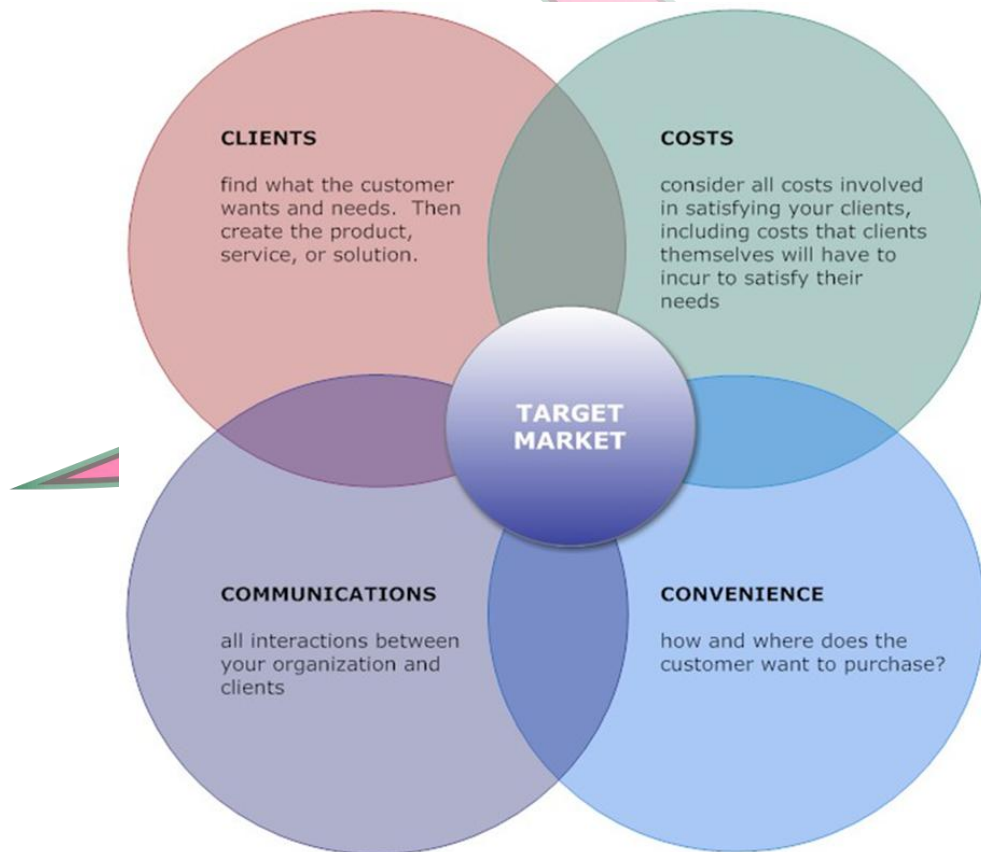 CLIENTS
find what the customer
wants and needs.  Then
create the product,
service, or solution.
COSTS
consider all costs involved
in satisfying your clients,
including costs that clients
themselves will have to
incur to satisfy their
needs
TARGET
MARKET
COMMUNICATIONS
all interactions between
your organization and
clients
CONVENIENCE
how and where does the
customer want to purchase?